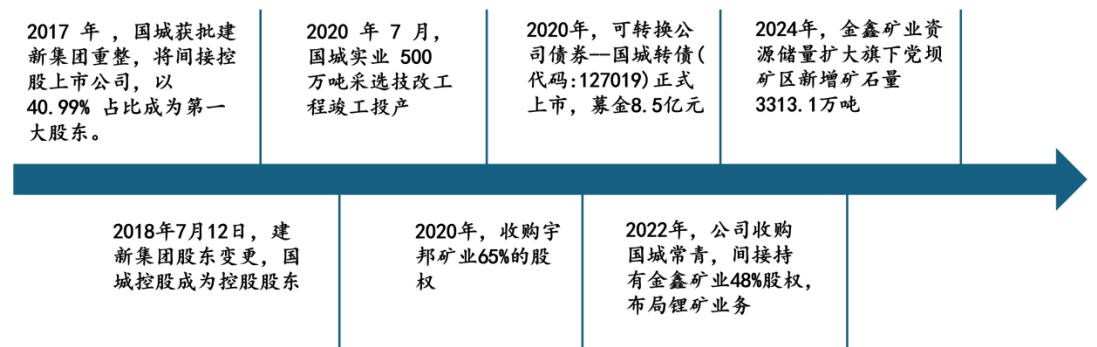 2017 年 ，国城获批建
新集团重整，将间接控
股上市公司，以
40.99% 占比成为第一
大股东。
2018年7月12日，建
新集团股东变更，国
城控股成为控股股东
2020 年 7 月，
国城实业 500
万吨采选技改工
程竣工投产
2020年，收购宇
邦矿业65%的股
权
2020年，可转换公
司债券--国城转债(
代码:127019)正式
上市，募金8.5亿元
2022年，公司收购
国城常青，间接持
有金鑫矿业48%股权，
布局锂矿业务
2024年，金鑫矿业资
源储量扩大旗下党坝
矿区新增矿石量
3313.1万吨